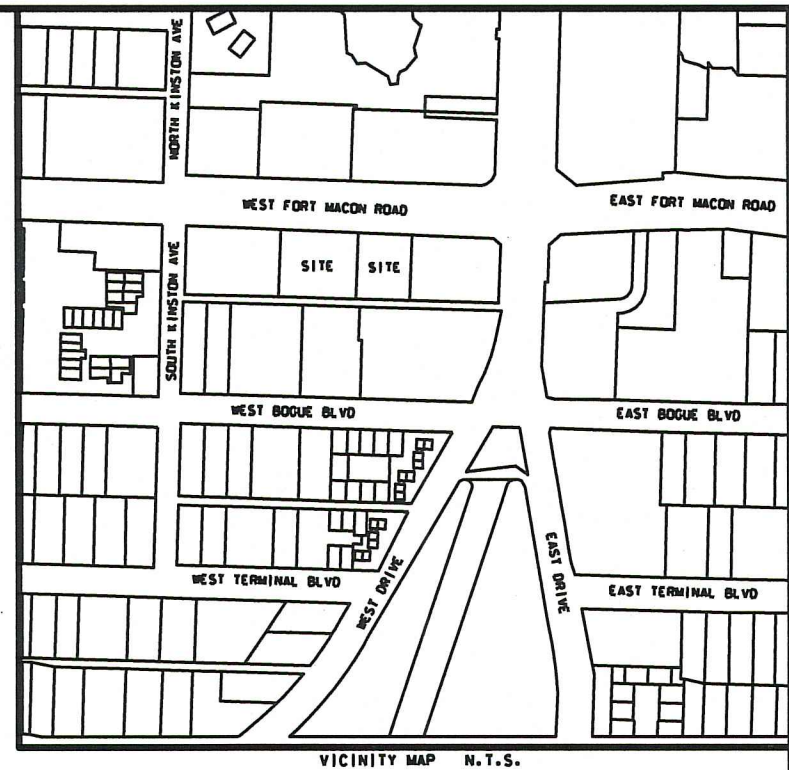 NORTH KINSTON AVE
WEST FORT MACON ROAD
EAST FORT MACON ROAD
SOUTH KINSTON AVE
SITE
SITE
WEST BOGUE BLVD
EAST BOGUE BLVD
WEST TERMINAL BLVD
WEST DRIVE
EAST DRIVE
EAST TERMINAL BLVD
VICINITY MAP N.T.S.